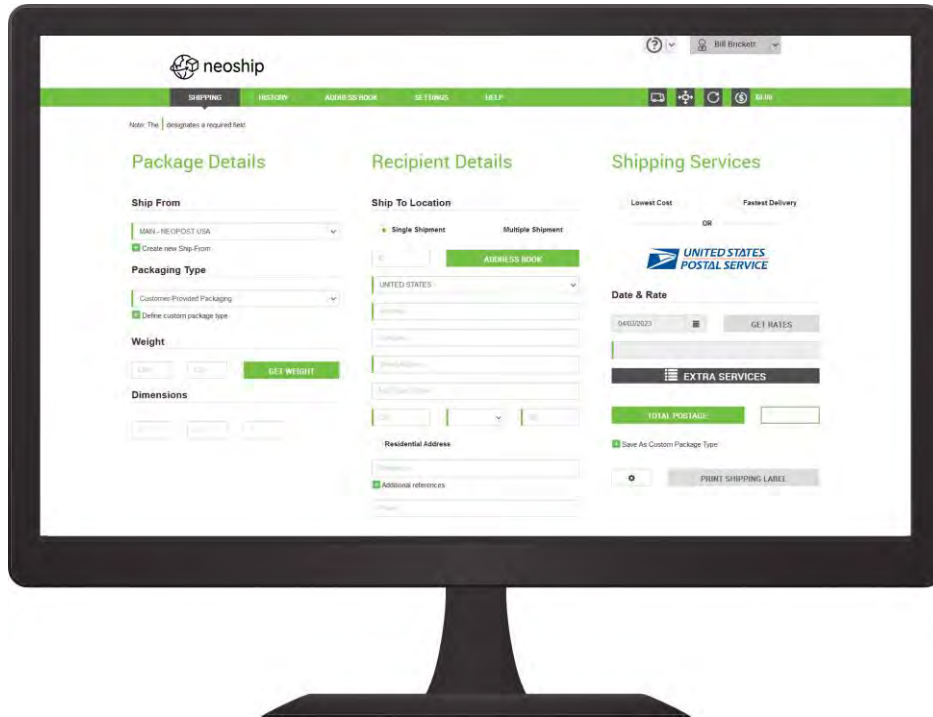 Bill Brickett
neoship
SHIPPING HISTORY ADDRESS BOOK SETTINGS HELP
Note: The designates a required field.
Package Details
Ship From
MAIN - NEOPOST USA
Create new Ship-From
Packaging Type
Customer-Provided Packaging
Define custom package type
Weight
GET WEIGHT
Dimensions
Recipient Details
Ship To Location
Single Shipment Multiple Shipment
ADDRESS BOOK
UNITED STATES
Residential Address
Additional references
Shipping Services
Lowest Cost Fastest Delivery
OR
UNITED STATES
POSTAL SERVICE
Date & Rate
04/03/2023 GET RATES
EXTRA SERVICES
TOTAL POSTAGE
Save As Custom Package Type
PRINT SHIPPING LABEL